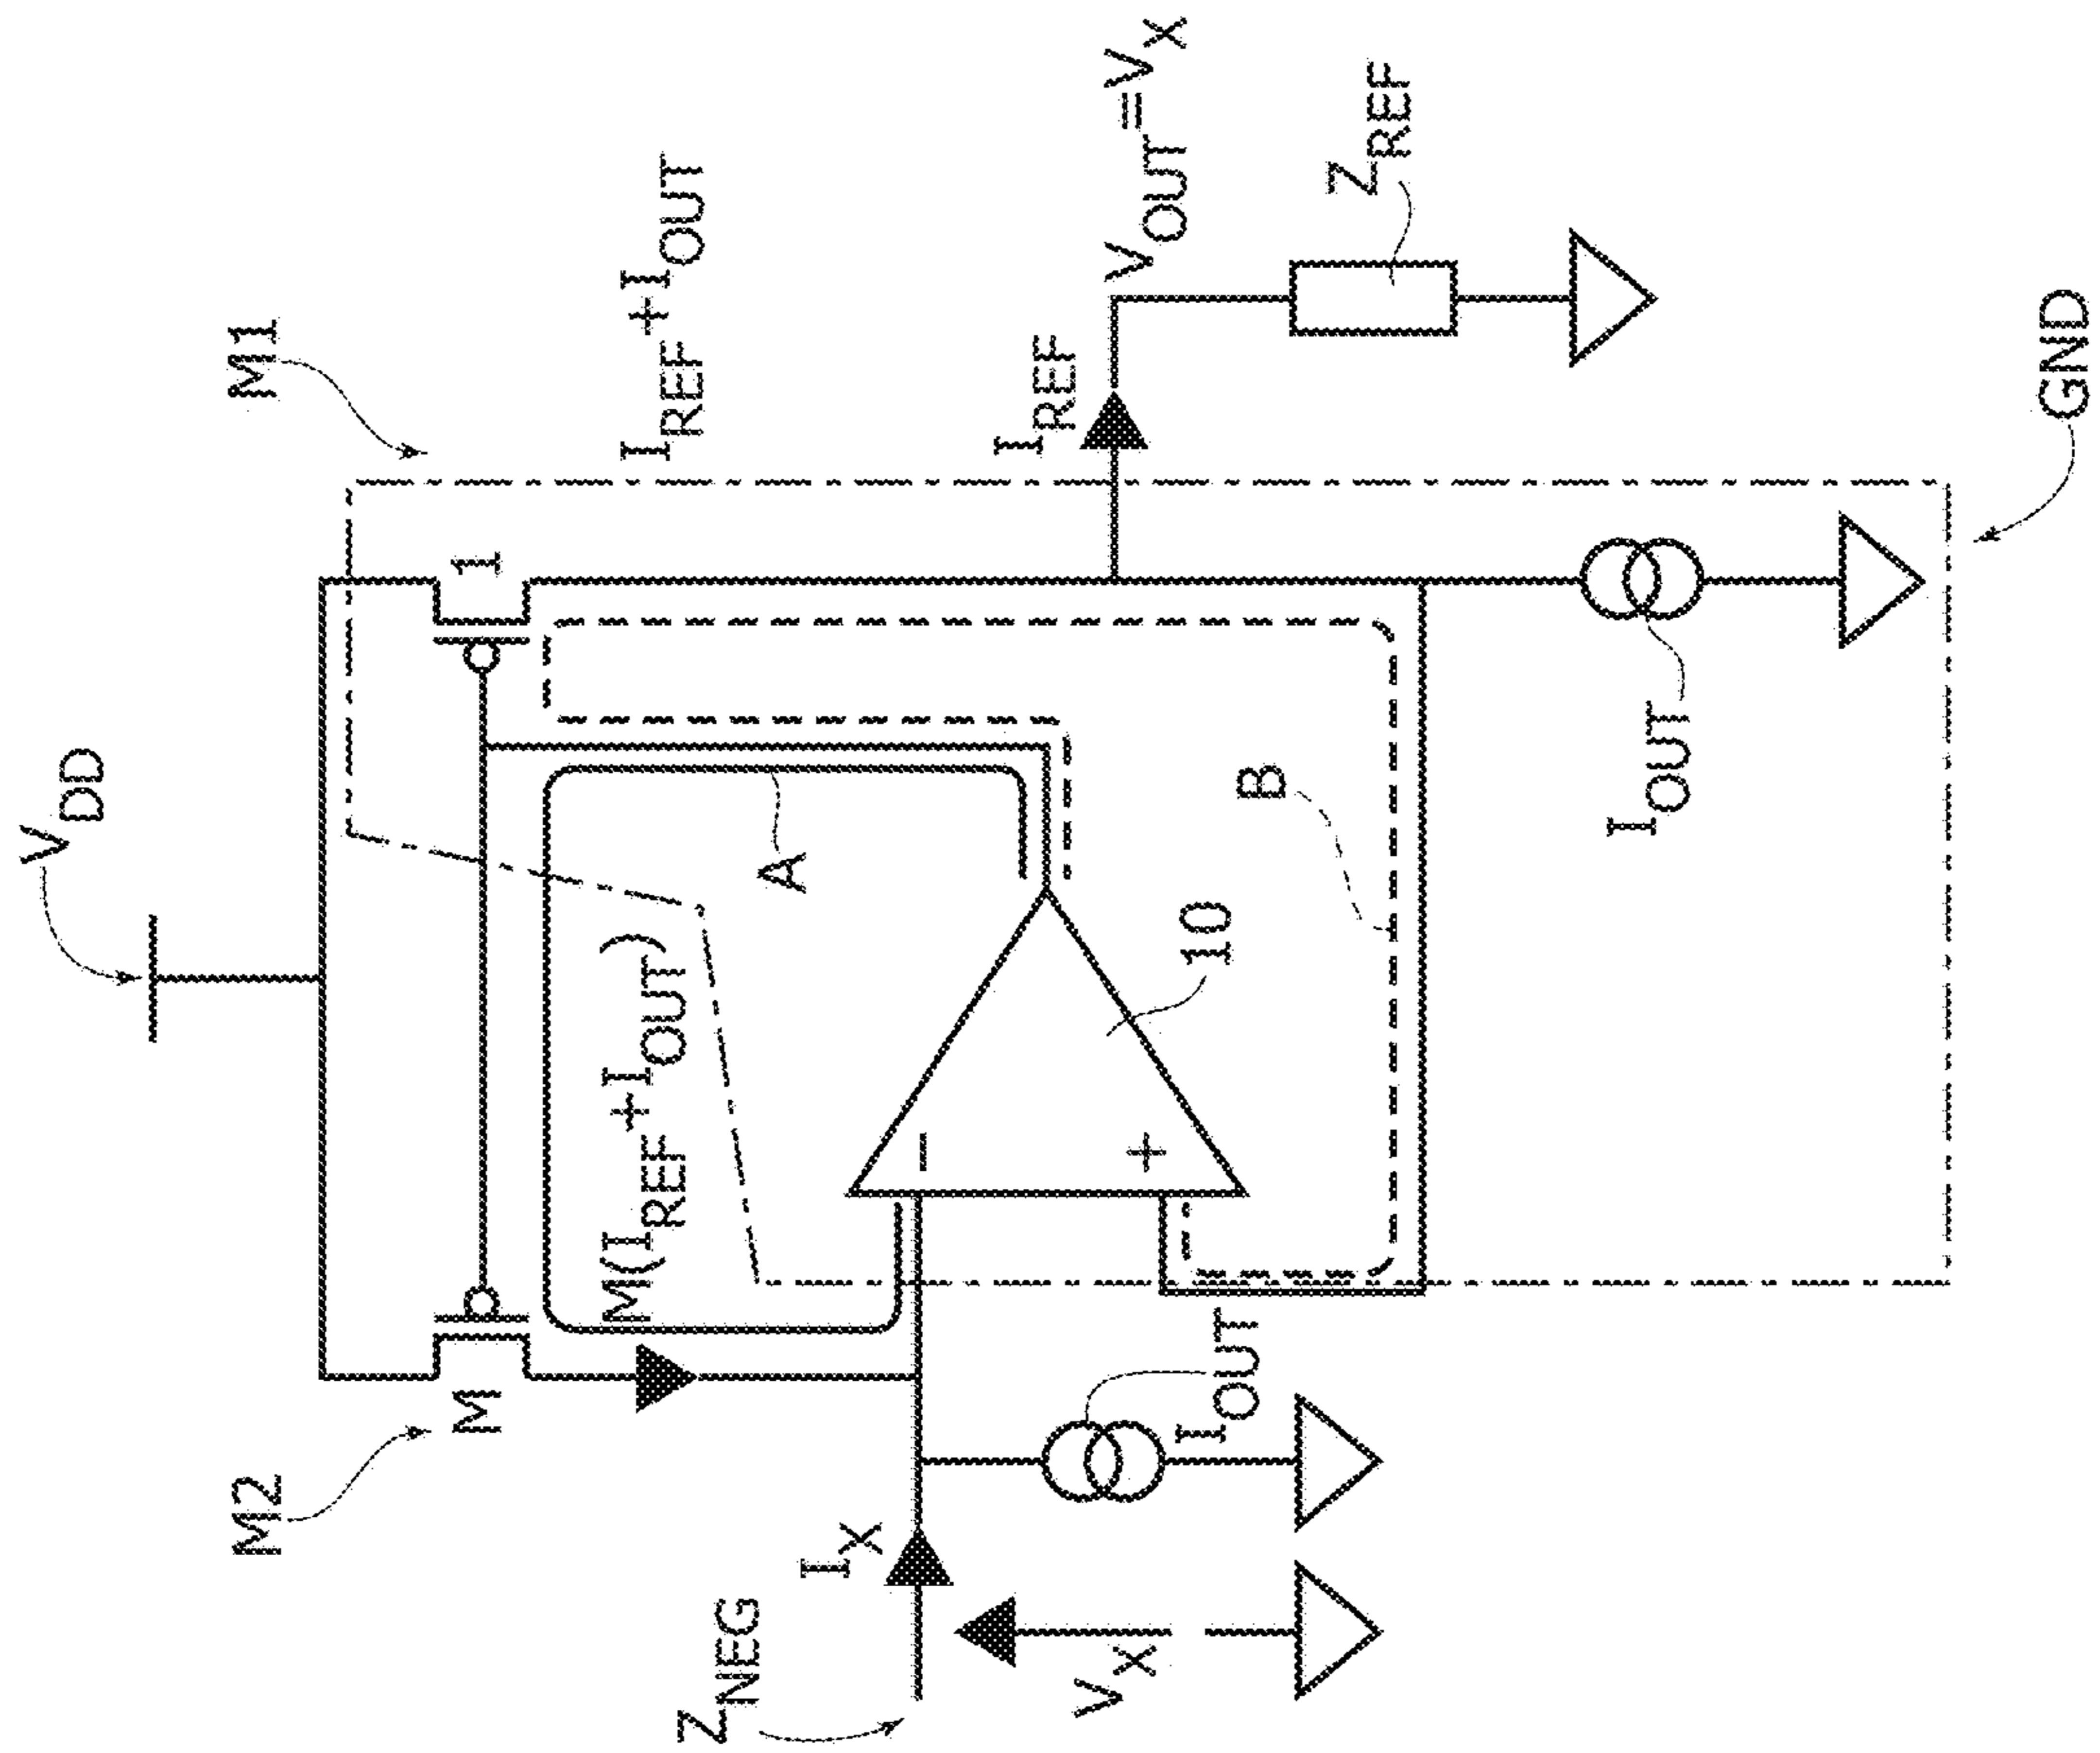 V_DD
M1
M2
M
1
I_REF+I_OUT
M(I_REF+I_OUT)
A
I_REF
V_OUT=V_X
Z_REF
Z_NEG
I_X
V_X
−
+
10
B
I_OUT
I_OUT
GND